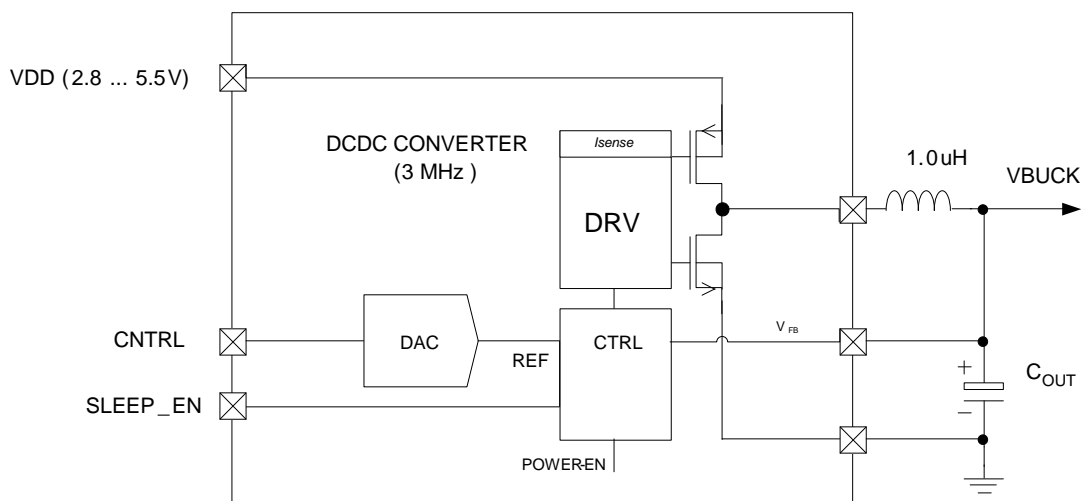 VDD (2.8 ... 5.5V)
DCDC CONVERTER
(3 MHz )
Isense
DRV
1.0uH
VBUCK
CNTRL
DAC
REF
CTRL
V FB
SLEEP_EN
POWER-EN
+
−
COUT